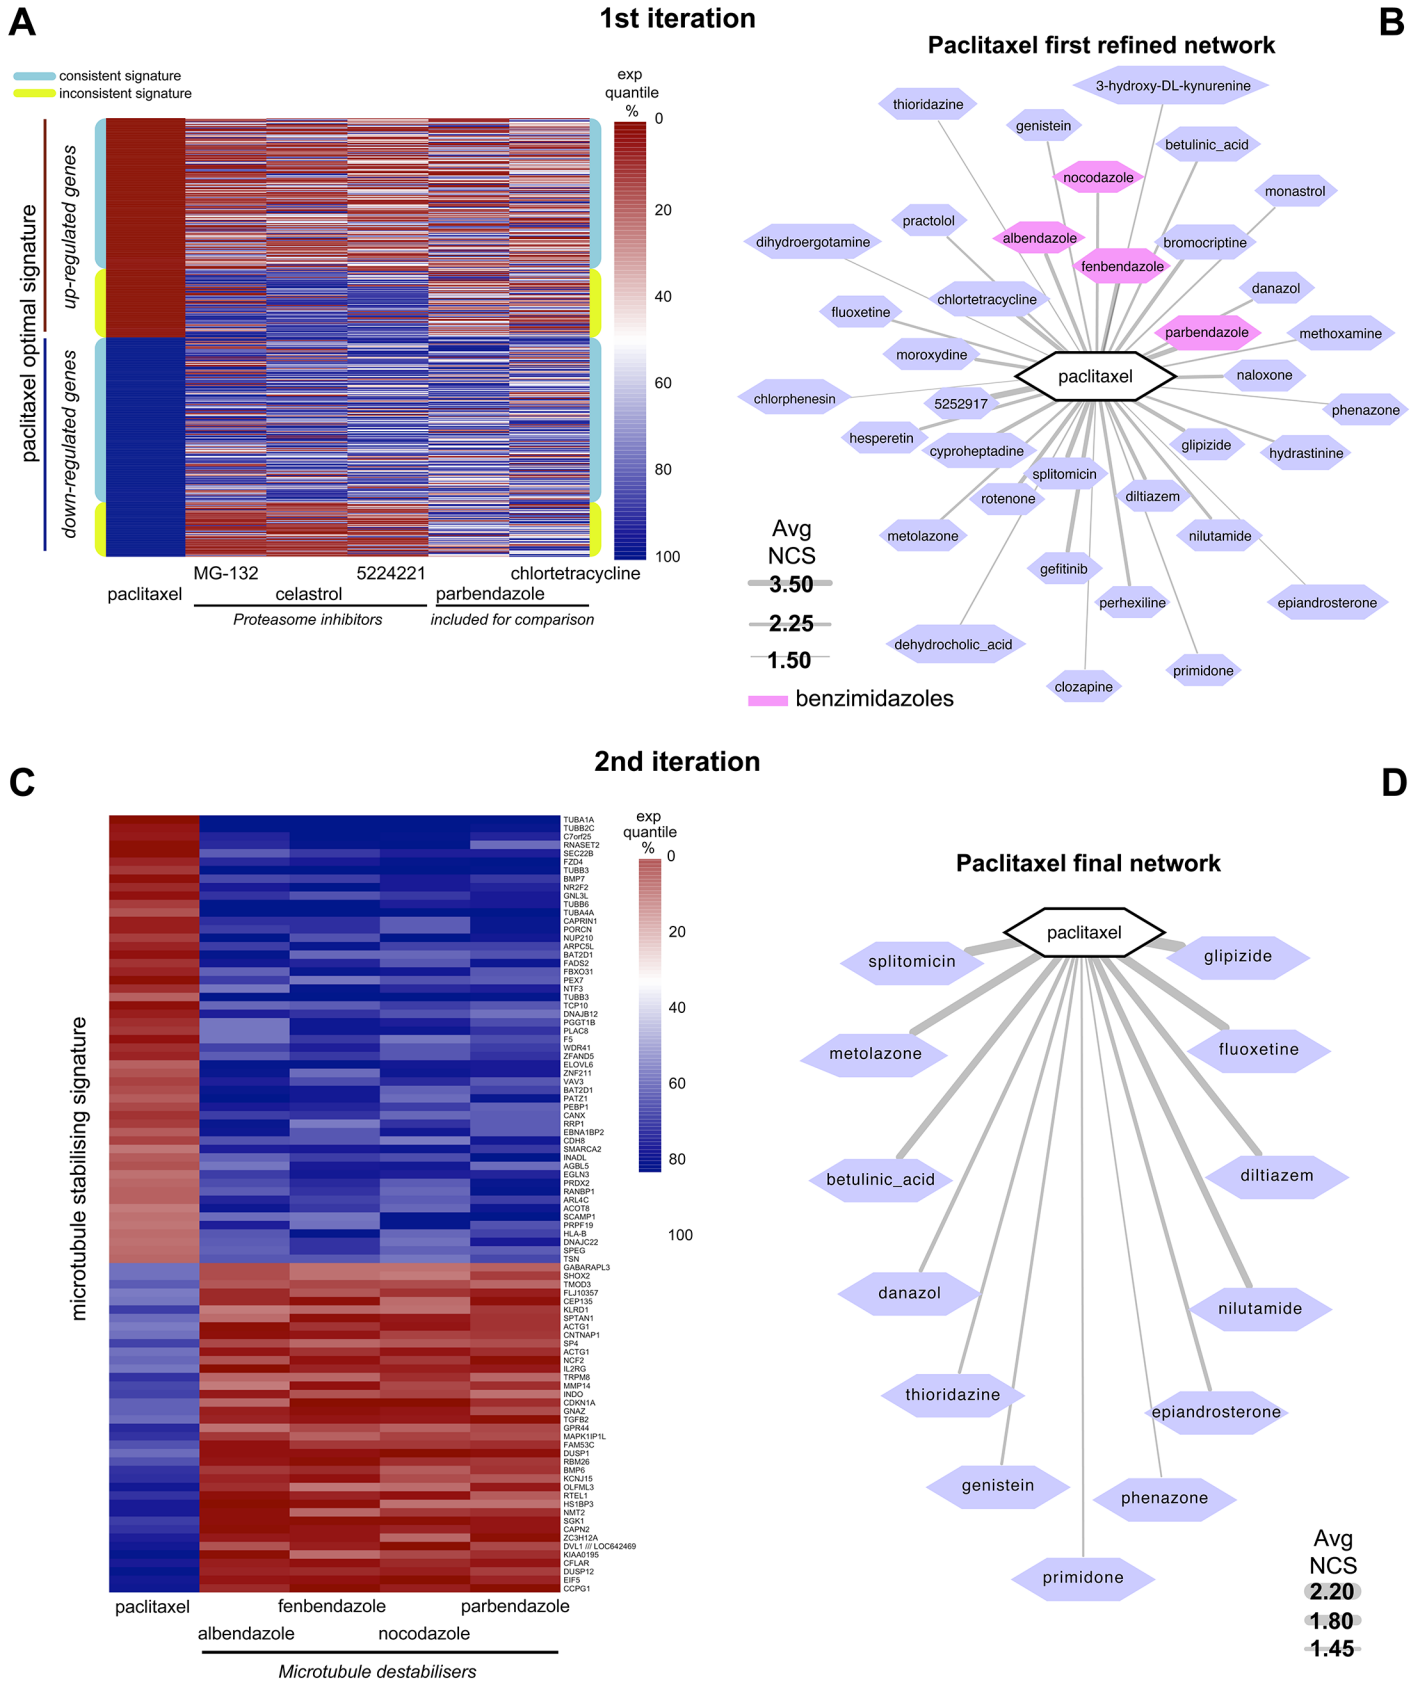 A
1st iteration
B
Paclitaxel first refined network
consistent signature
inconsistent signature
exp
quantile
%
0
20
40
60
80
100
paclitaxel optimal signature
up-regulated genes
down-regulated genes
MG-132
5224221
chlortetracycline
paclitaxel
celastrol
parbendazole
Proteasome inhibitors
included for comparison
3-hydroxy-DL-kynurenine
thioridazine
genistein
betulinic_acid
nocodazole
monastrol
practolol
albendazole
bromocriptine
dihydroergotamine
fenbendazole
danazol
chlortetracycline
fluoxetine
parbendazole
methoxamine
moroxydine
paclitaxel
naloxone
chlorphenesin
5252917
phenazone
hesperetin
cyproheptadine
glipizide
hydrastinine
splitomicin
rotenone
diltiazem
metolazone
nilutamide
gefitinib
perhexiline
epiandrosterone
dehydrocholic_acid
primidone
clozapine
Avg
NCS
3.50
2.25
1.50
benzimidazoles
2nd iteration
C
D
exp
quantile
%
0
20
40
60
80
100
microtubule stabilising signature
TUBA1A
TUBB2C
C7orf25
RNASET2
SEC22B
FZD4
TUBB3
BMP7
NR2F2
GNL3L
TUBB6
TUBA4A
CAPRIN1
PORCN
NUP210
ARPC5L
BAT2D1
FADS2
FBXO31
PEX7
NTF3
TUBB3
TCP10
DNAJB12
PGGT1B
PLAC8
F5
WDR41
ZFAND5
ELOVL6
ZNF211
VAV3
BAT2D1
PATZ1
PEBP1
CANX
RRP1
EBNA1BP2
CDH8
SMARCA2
INADL
AGBL5
EGLN3
PRDX2
RANBP1
ARL4C
ACOT8
SCAMP1
PRPF19
HLA-B
DNAJC22
SPEG
TSN
GABARAPL3
SHOX2
TMOD3
FLJ10357
CEP135
KLRD1
SPTAN1
ACTG1
CNTNAP1
SP4
ACTG1
NCF2
IL2RG
TRPM8
MMP14
INDO
CDKN1A
GNAZ
TGFB2
GPR44
MAPK1IP1L
FAM53C
DUSP1
RBM26
BMP6
KCNJ15
OLFML3
RTEL1
HS1BP3
NMT2
SGK1
CAPN2
ZC3H12A
DVL1 /// LOC642469
KIAA0195
CFLAR
DUSP12
EIF5
CCPG1
paclitaxel
fenbendazole
parbendazole
albendazole
nocodazole
Microtubule destabilisers
Paclitaxel final network
paclitaxel
splitomicin
glipizide
metolazone
fluoxetine
betulinic_acid
diltiazem
danazol
nilutamide
thioridazine
epiandrosterone
genistein
phenazone
primidone
Avg
NCS
2.20
1.80
1.45